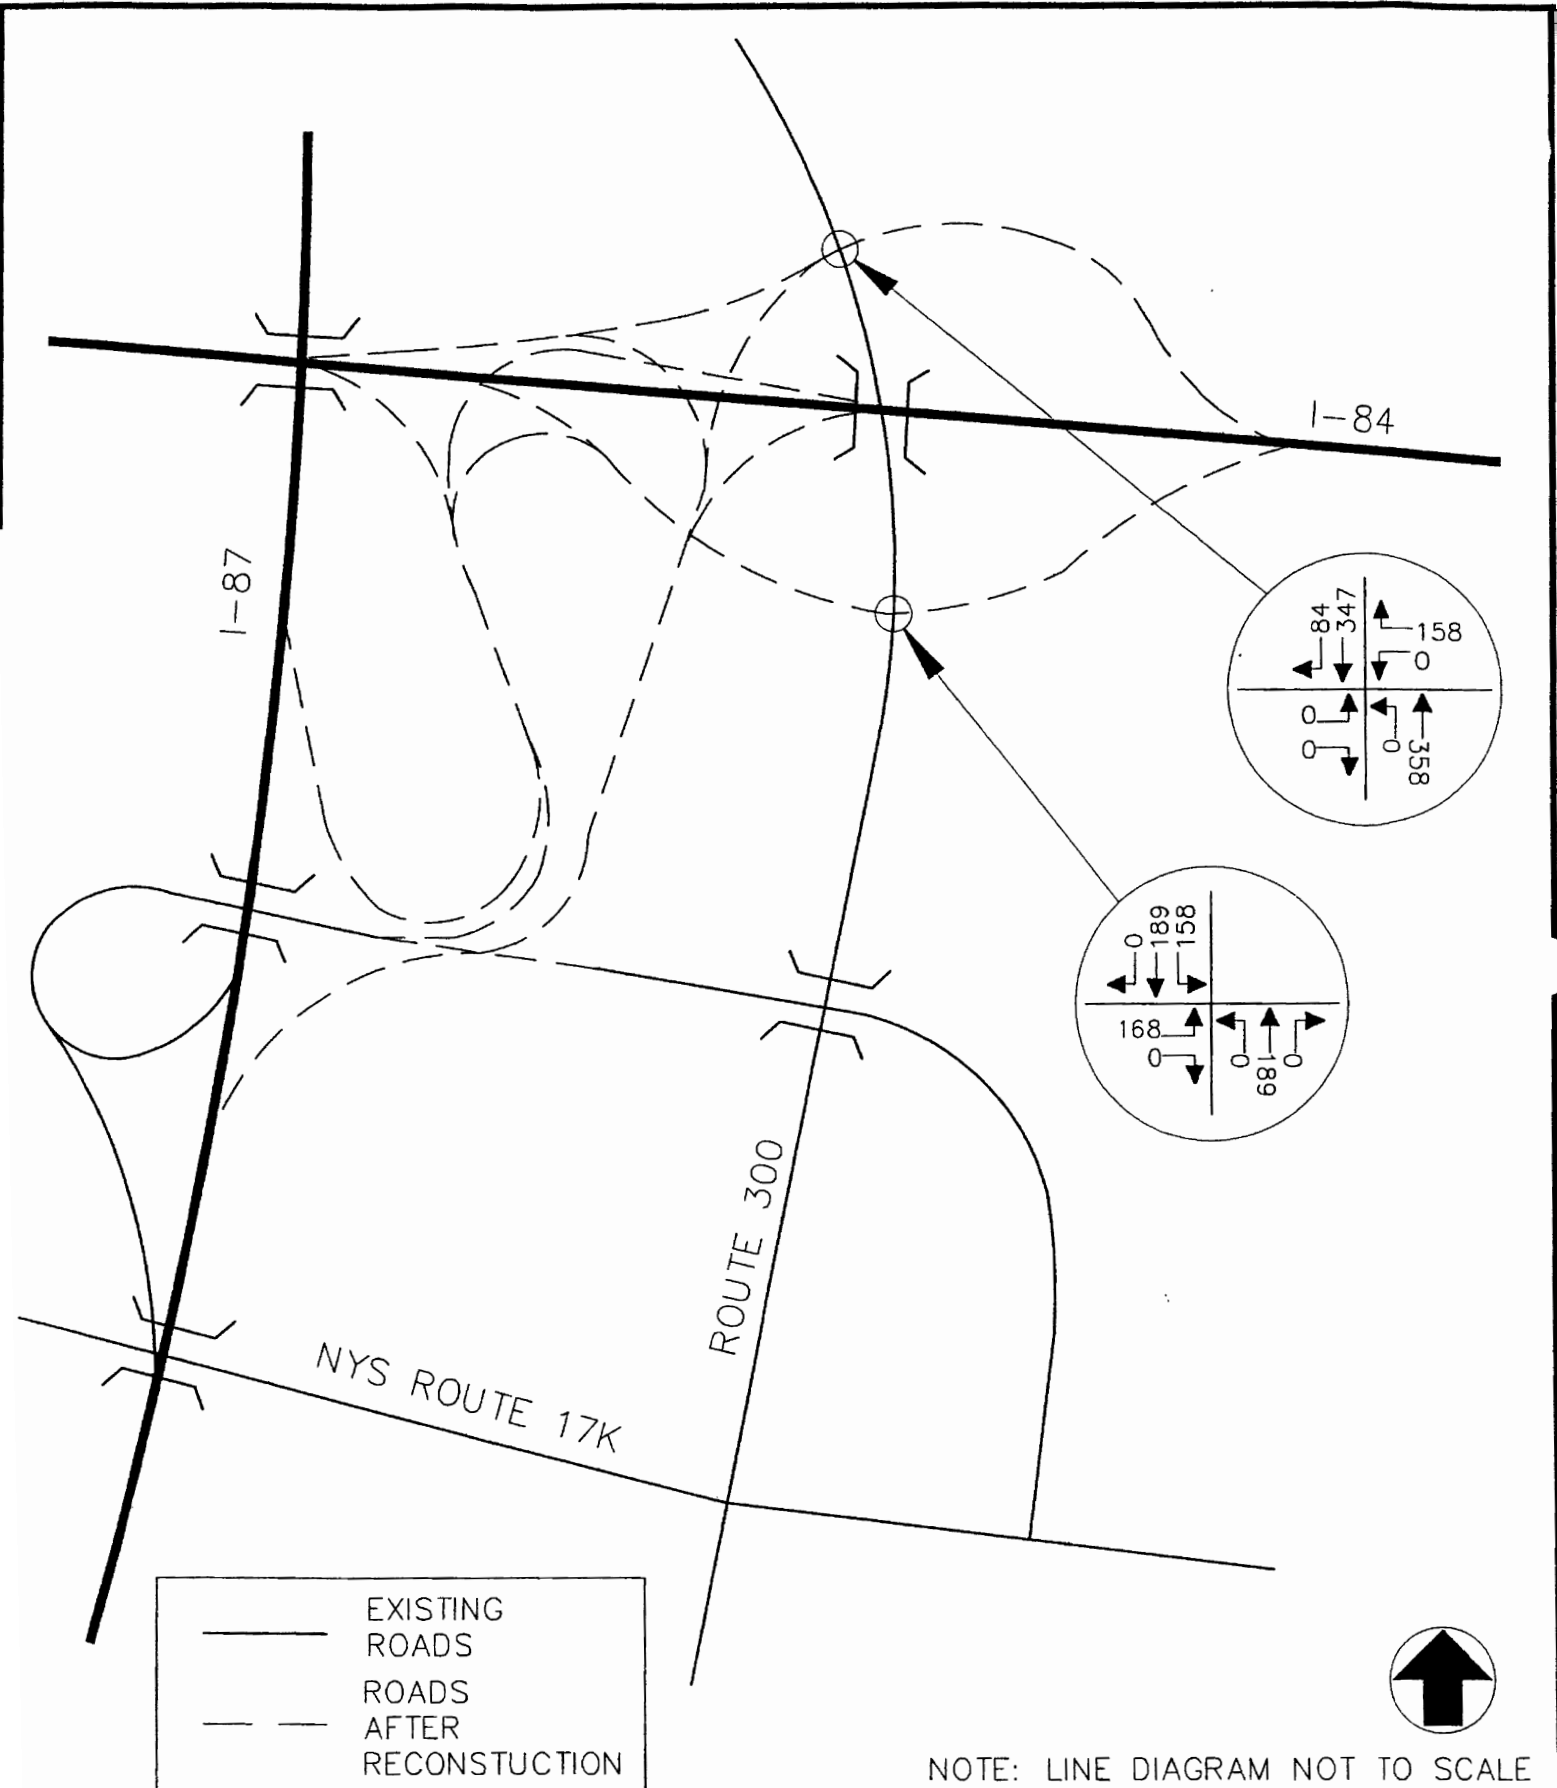 I-84
I-87
84
347
158
0
0
0
0
358
0
189
158
168
0
0
189
0
ROUTE 300
NYS ROUTE 17K
EXISTING
ROADS
ROADS
AFTER
RECONSTUCTION
NOTE: LINE DIAGRAM NOT TO SCALE